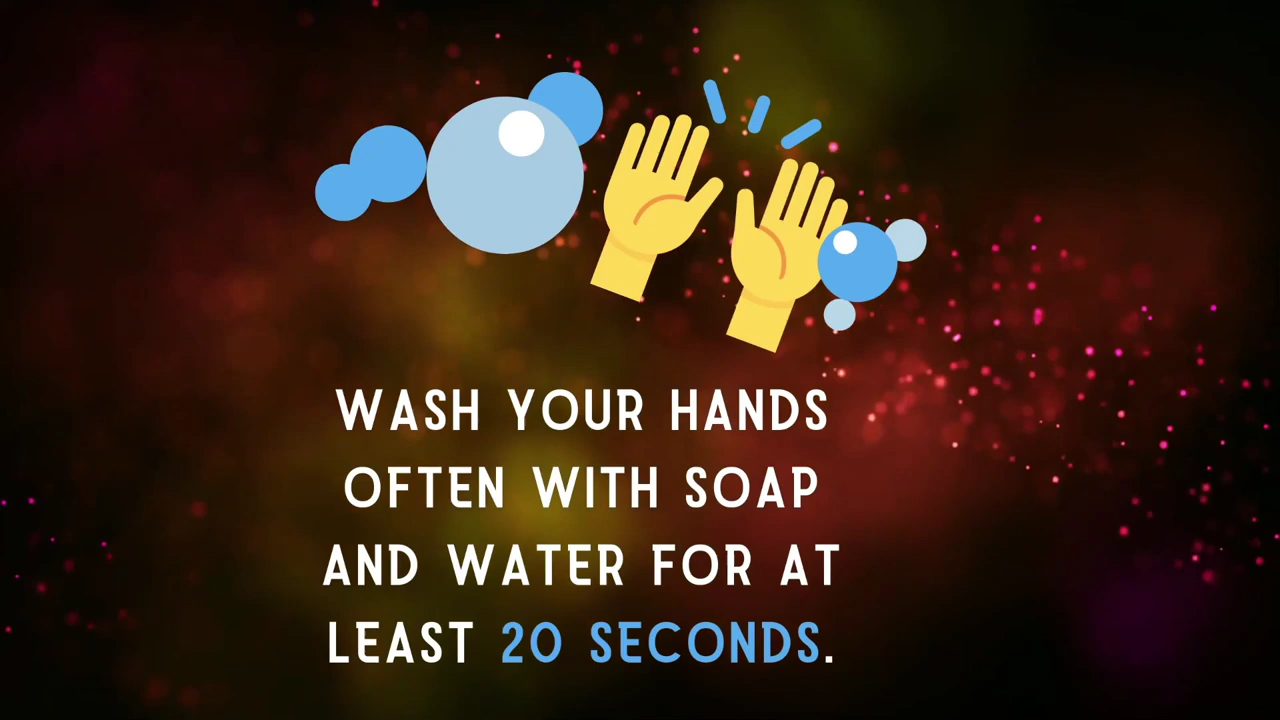 WASH YOUR HANDS
OFTEN WITH SOAP
AND WATER FOR AT
LEAST 20 SECONDS.